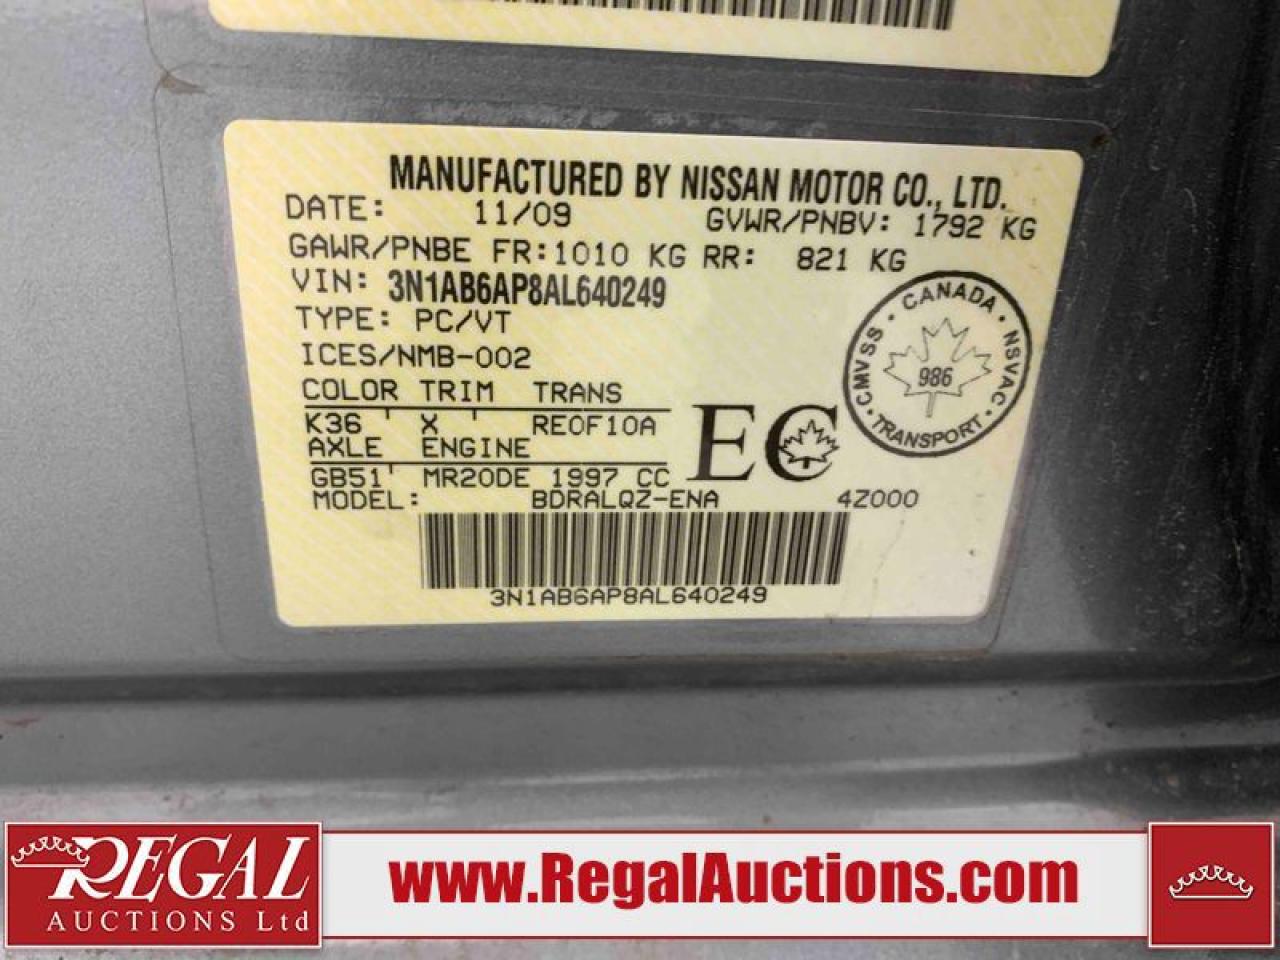 MANUFACTURED BY NISSAN MOTOR CO., LTD.
DATE: 11/09 GVWR/PNBV: 1792 KG
GAWR/PNBE FR:1010 KG RR: 821 KG
VIN: 3N1AB6AP8AL640249
TYPE: PC/VT
ICES/NMB-002
COLOR TRIM TRANS
K36 ' X ' RE0F10A
AXLE ENGINE
GB51 ' MR20DE 1997 CC
MODEL: BDRALQZ-ENA 4Z000
3N1AB6AP8AL640249
EC
CANADA • NSVAC • TRANSPORT • CMVSS •
986
REGAL
AUCTIONS Ltd
www.RegalAuctions.com